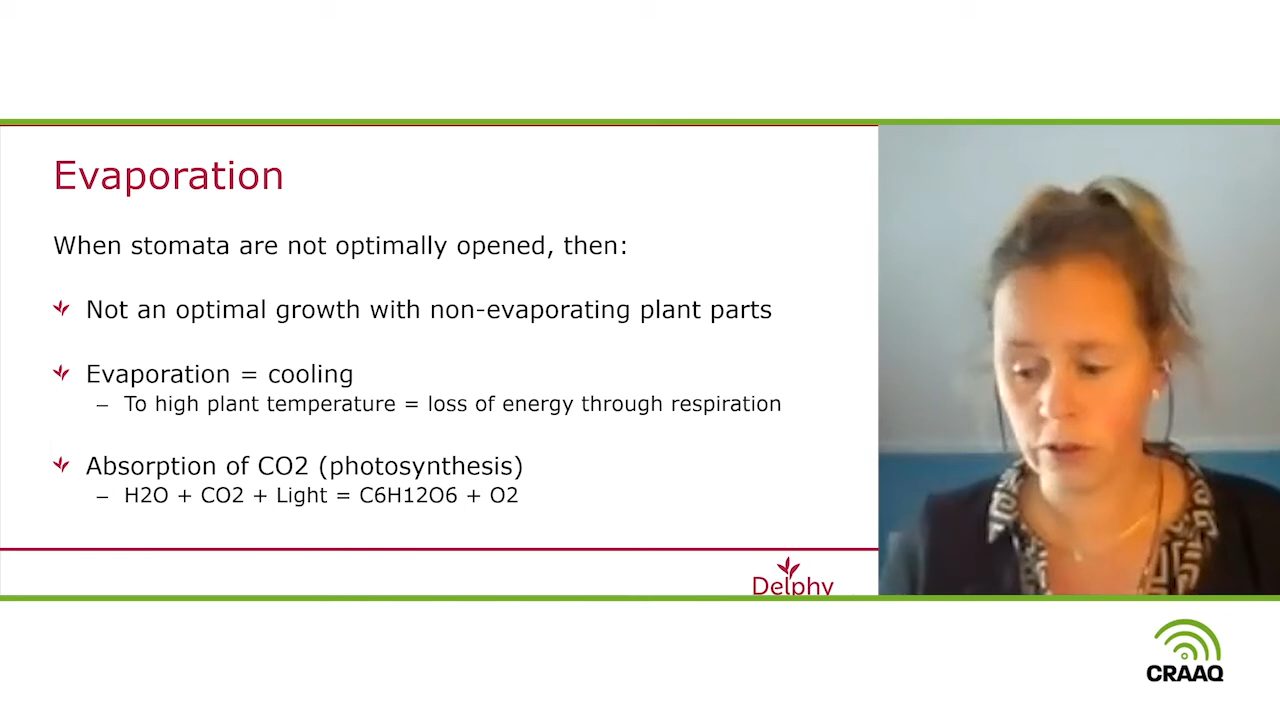 Evaporation
When stomata are not optimally opened, then:
Not an optimal growth with non-evaporating plant parts
Evaporation = cooling
– To high plant temperature = loss of energy through respiration
Absorption of CO2 (photosynthesis)
– H2O + CO2 + Light = C6H12O6 + O2
Delphy
CRAAQ